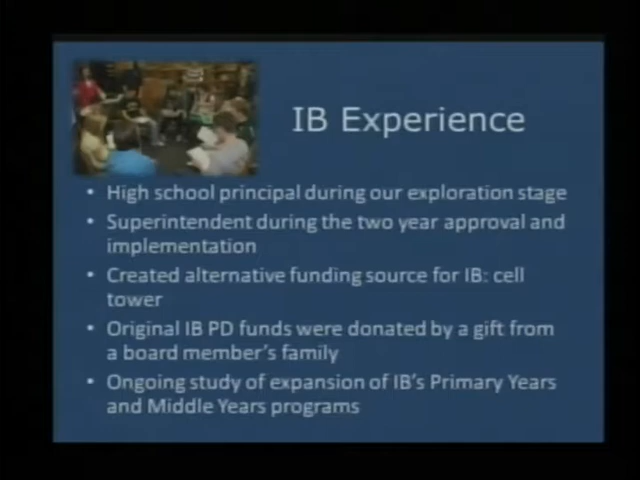 IB Experience
• High school principal during our exploration stage
• Superintendent during the two year approval and
implementation
• Created alternative funding source for IB: cell
tower
• Original IB PD funds were donated by a gift from
a board member's family
• Ongoing study of expansion of IB's Primary Years
and Middle Years programs